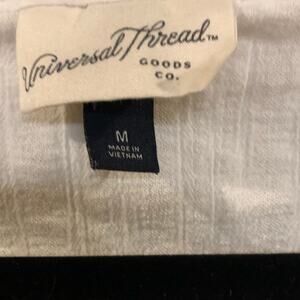 Universal Thread™
GOODS
CO.
M
MADE IN
VIETNAM